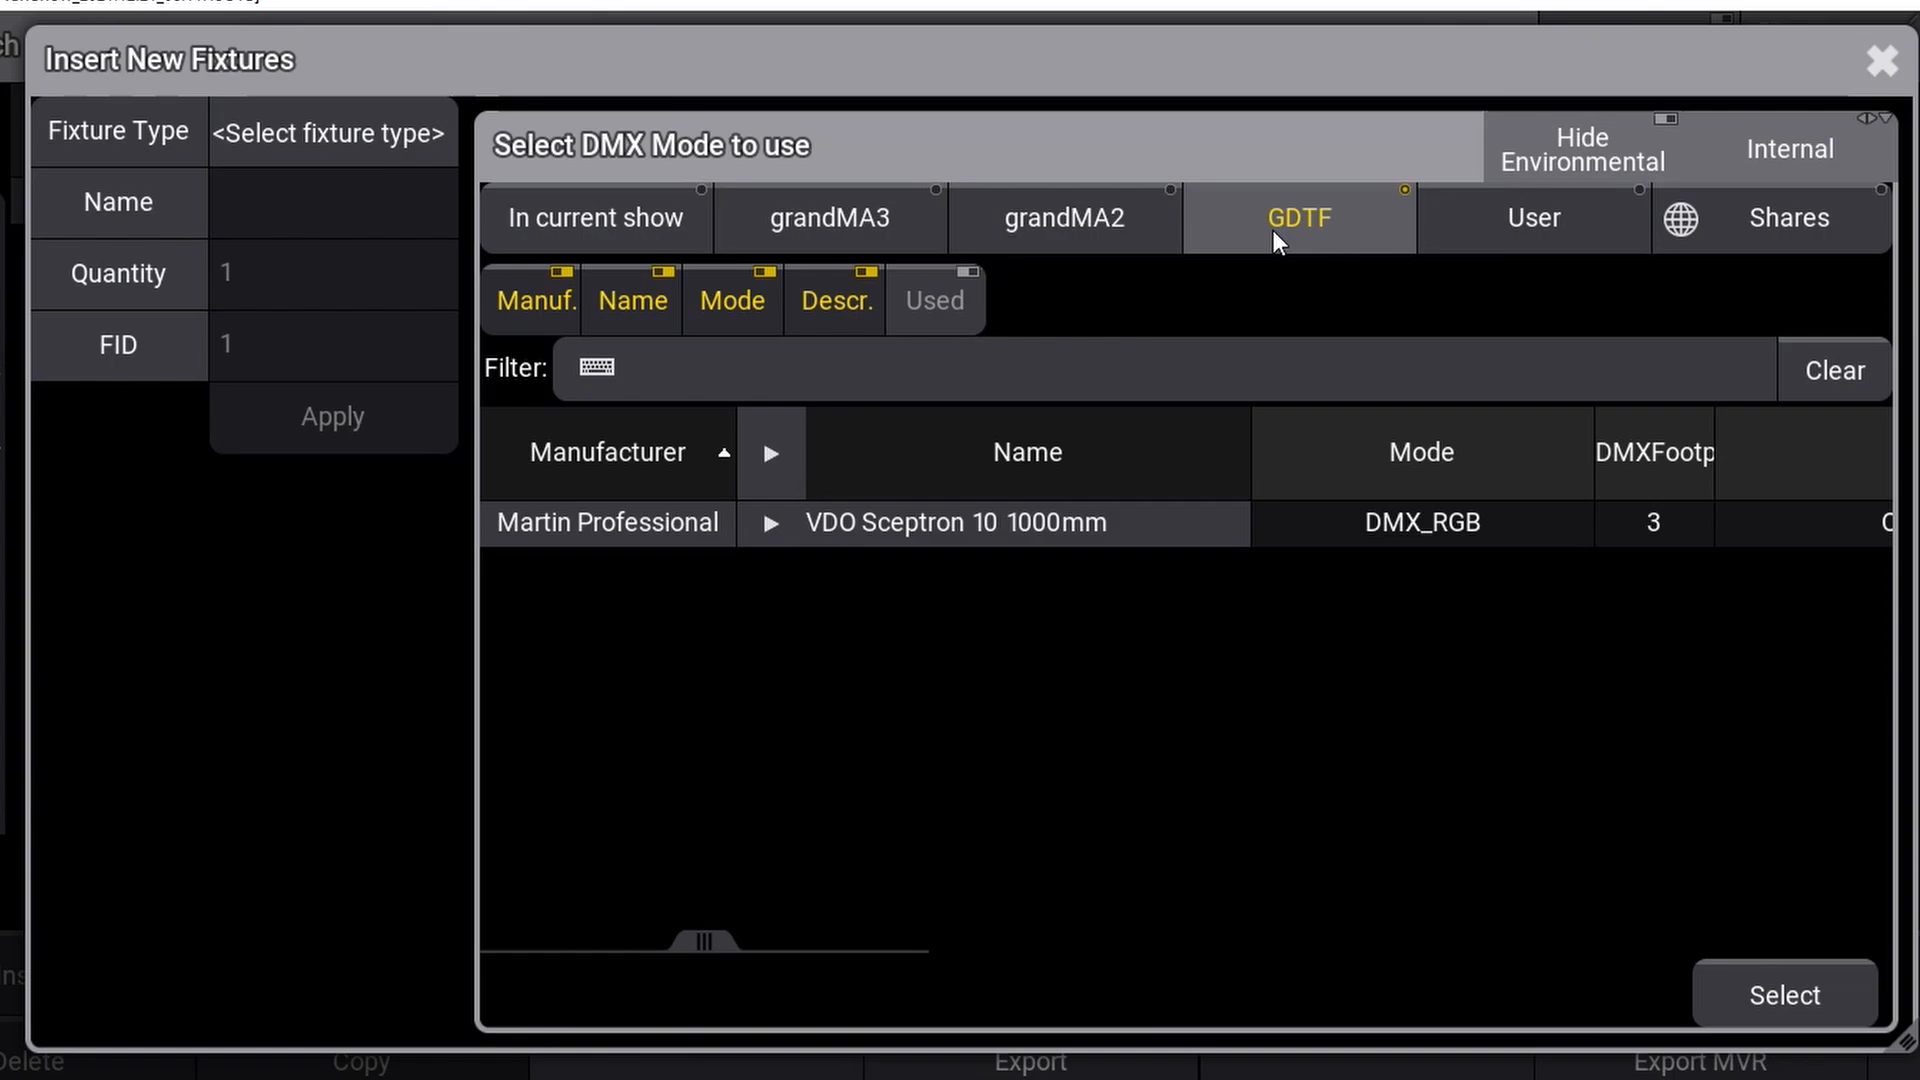 Insert New Fixtures
Fixture Type
<Select fixture type>
Name
Quantity
1
FID
1
Apply
Select DMX Mode to use
Hide
Environmental
Internal
In current show
grandMA3
grandMA2
GDTF
User
Shares
Manuf.
Name
Mode
Descr.
Used
Filter:
Clear
Manufacturer
Name
Mode
DMXFootp
Martin Professional
VDO Sceptron 10 1000mm
DMX_RGB
3
Select
Delete
Copy
Export
Export MVR